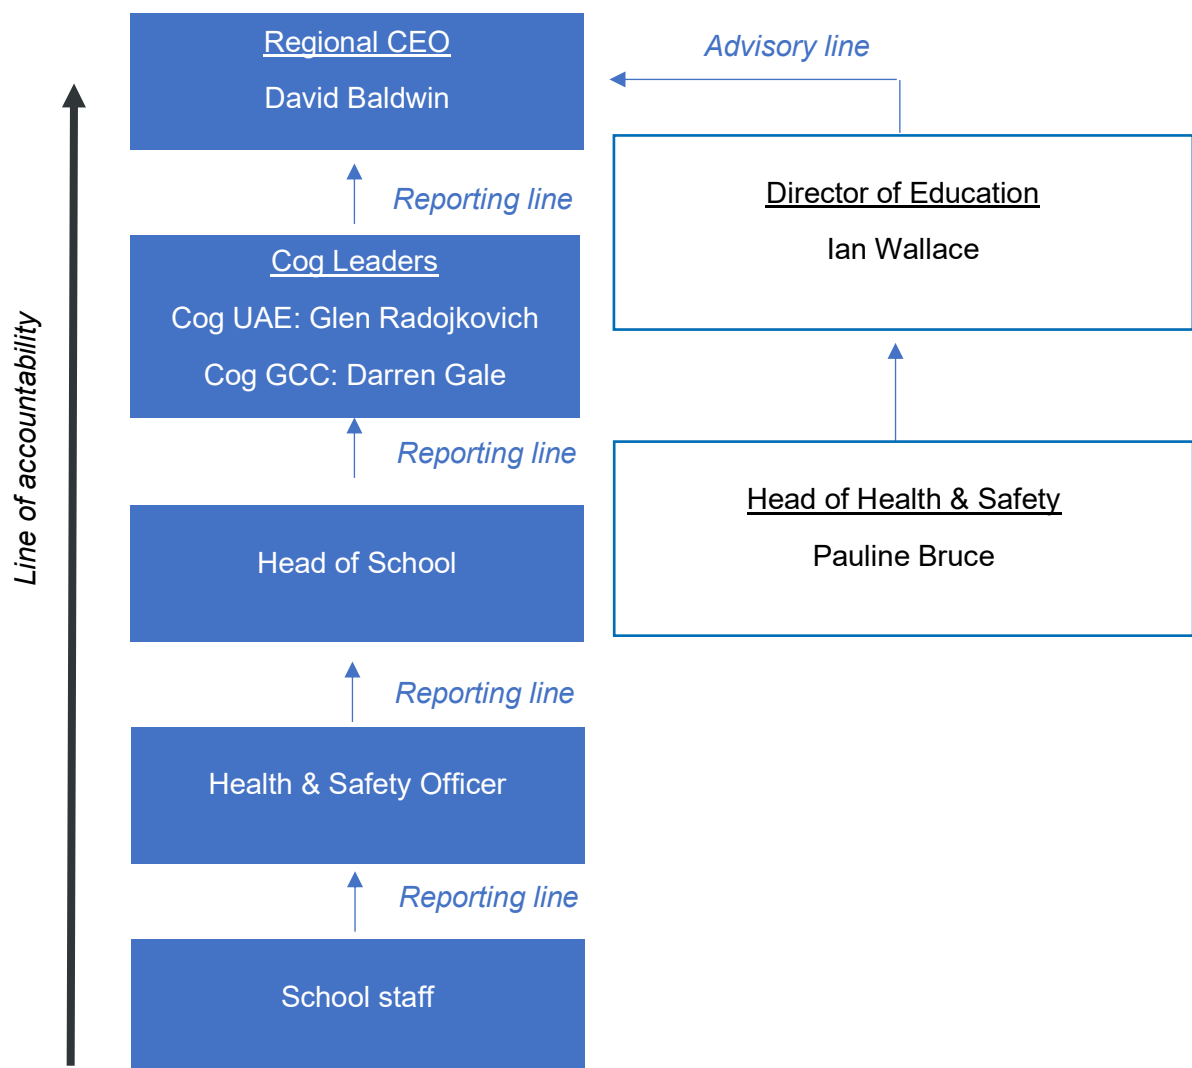 Regional CEO
David Baldwin
Advisory line
Reporting line
Director of Education
Ian Wallace
Cog Leaders
Cog UAE: Glen Radojkovich
Cog GCC: Darren Gale
Line of accountability
Reporting line
Head of Health & Safety
Pauline Bruce
Head of School
Reporting line
Health & Safety Officer
Reporting line
School staff